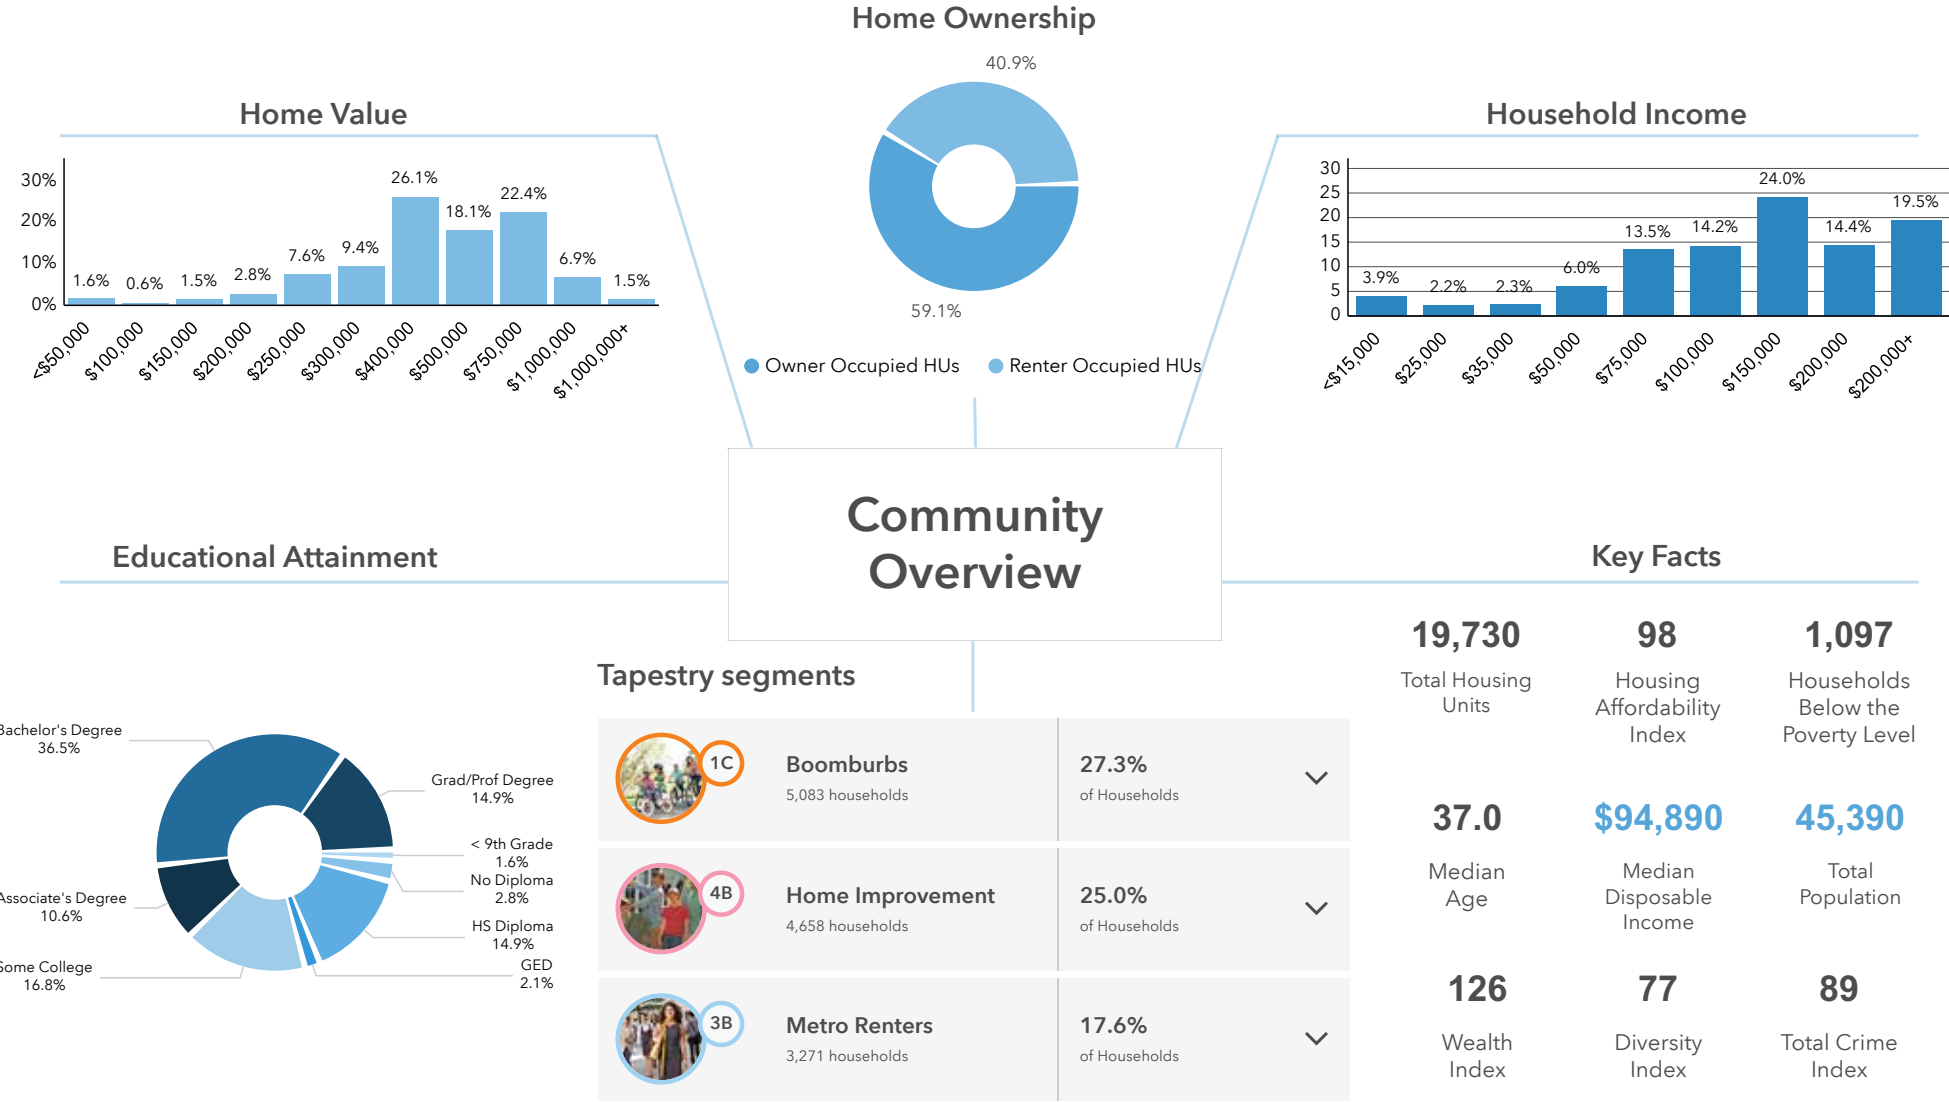 Home Ownership
40.9%
59.1%
Owner Occupied HUs
Renter Occupied HUs
Home Value
30%
20%
10%
0%
1.6%
0.6%
1.5%
2.8%
7.6%
9.4%
26.1%
18.1%
22.4%
6.9%
1.5%
<$50,000
$100,000
$150,000
$200,000
$250,000
$300,000
$400,000
$500,000
$750,000
$1,000,000
$1,000,000+
Household Income
30
25
20
15
10
5
0
3.9%
2.2%
2.3%
6.0%
13.5%
14.2%
24.0%
14.4%
19.5%
<$15,000
$25,000
$35,000
$50,000
$75,000
$100,000
$150,000
$200,000
$200,000+
Community
Overview
Educational Attainment
Bachelor's Degree
36.5%
Grad/Prof Degree
14.9%
< 9th Grade
1.6%
No Diploma
2.8%
HS Diploma
14.9%
GED
2.1%
Some College
16.8%
Associate's Degree
10.6%
Tapestry segments
1C
Boomburbs
5,083 households
27.3%
of Households
4B
Home Improvement
4,658 households
25.0%
of Households
3B
Metro Renters
3,271 households
17.6%
of Households
Key Facts
19,730
Total Housing
Units
98
Housing
Affordability
Index
1,097
Households
Below the
Poverty Level
37.0
Median
Age
$94,890
Median
Disposable
Income
45,390
Total
Population
126
Wealth
Index
77
Diversity
Index
89
Total Crime
Index